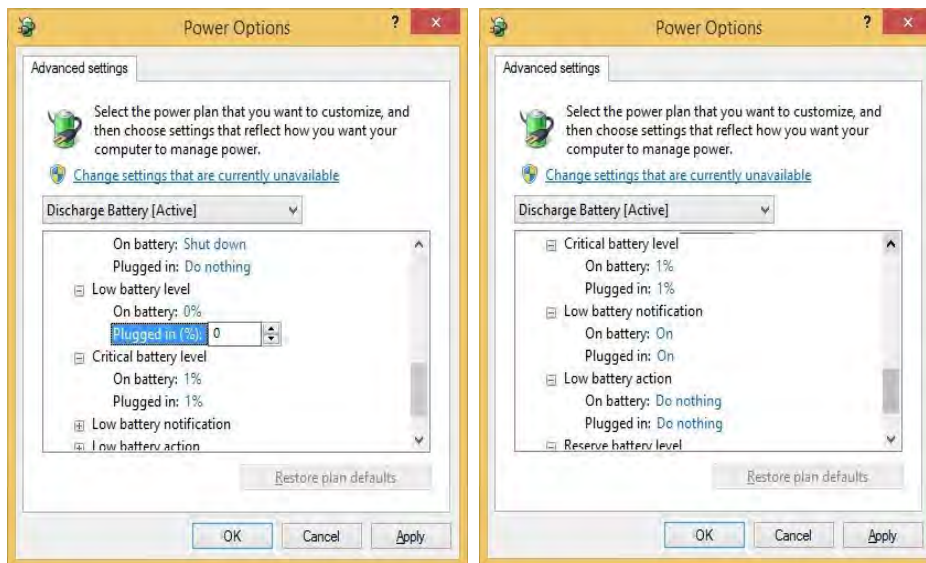 Power Options
?
×
Advanced settings
Select the power plan that you want to customize, and
then choose settings that reflect how you want your
computer to manage power.
Change settings that are currently unavailable
Discharge Battery [Active]
On battery: Shut down
Plugged in: Do nothing
Low battery level
On battery: 0%
Plugged in (%): 0
Critical battery level
On battery: 1%
Plugged in: 1%
Low battery notification
Low battery action
Restore plan defaults
OK
Cancel
Apply
Power Options
?
×
Advanced settings
Select the power plan that you want to customize, and
then choose settings that reflect how you want your
computer to manage power.
Change settings that are currently unavailable
Discharge Battery [Active]
Critical battery level
On battery: 1%
Plugged in: 1%
Low battery notification
On battery: On
Plugged in: On
Low battery action
On battery: Do nothing
Plugged in: Do nothing
Reserve battery level
Restore plan defaults
OK
Cancel
Apply